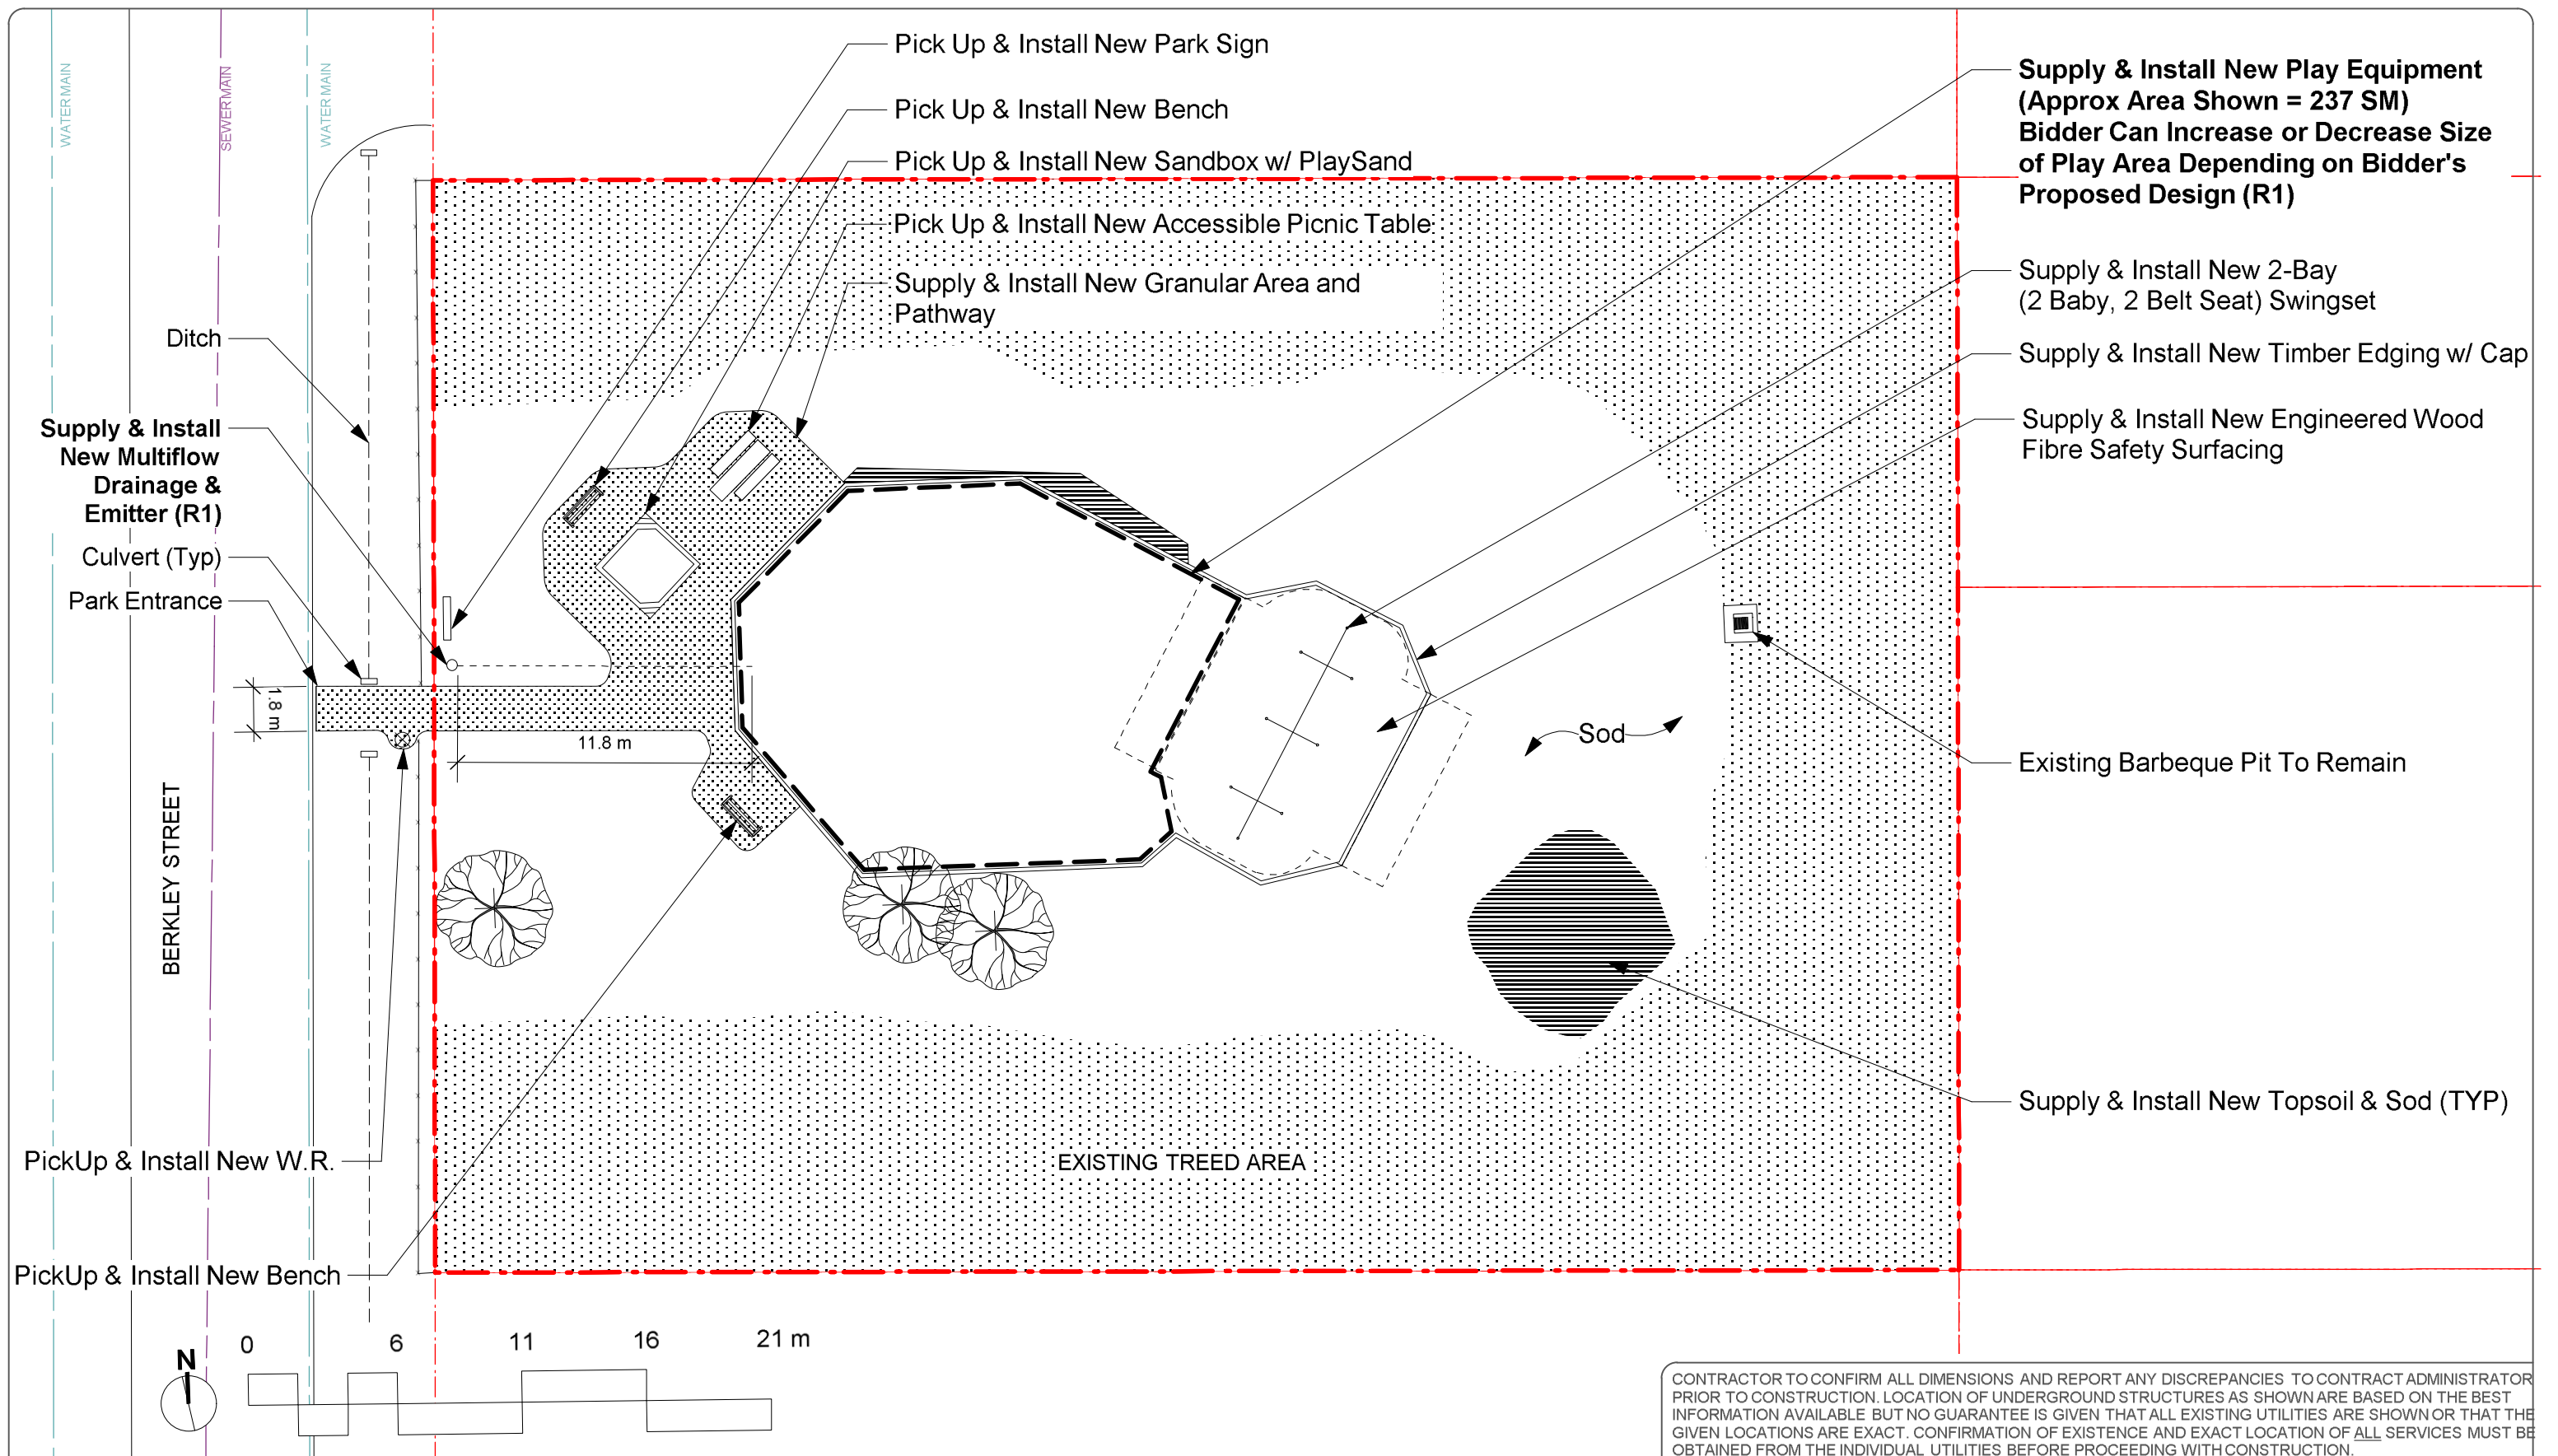 WATERMAIN
SEWERMAIN
WATERMAIN
Pick Up & Install New Park Sign
Pick Up & Install New Bench
Pick Up & Install New Sandbox w/ PlaySand
Pick Up & Install New Accessible Picnic Table
Supply & Install New Granular Area and
Pathway
Supply & Install New Play Equipment
(Approx Area Shown = 237 SM)
Bidder Can Increase or Decrease Size
of Play Area Depending on Bidder's
Proposed Design (R1)
Supply & Install New 2-Bay
(2 Baby, 2 Belt Seat) Swingset
Supply & Install New Timber Edging w/ Cap
Supply & Install New Engineered Wood
Fibre Safety Surfacing
Ditch
Supply & Install
New Multiflow
Drainage &
Emitter (R1)
Culvert (Typ)
Park Entrance
1.8 m
11.8 m
Sod
Existing Barbeque Pit To Remain
BERKLEY STREET
Supply & Install New Topsoil & Sod (TYP)
PickUp & Install New W.R.
EXISTING TREED AREA
PickUp & Install New Bench
N
0 6 11 16 21 m
CONTRACTOR TO CONFIRM ALL DIMENSIONS AND REPORT ANY DISCREPANCIES TO CONTRACT ADMINISTRATOR
PRIOR TO CONSTRUCTION. LOCATION OF UNDERGROUND STRUCTURES AS SHOWN ARE BASED ON THE BEST
INFORMATION AVAILABLE BUT NO GUARANTEE IS GIVEN THAT ALL EXISTING UTILITIES ARE SHOWN OR THAT THE
GIVEN LOCATIONS ARE EXACT. CONFIRMATION OF EXISTENCE AND EXACT LOCATION OF ALL SERVICES MUST BE
OBTAINED FROM THE INDIVIDUAL UTILITIES BEFORE PROCEEDING WITH CONSTRUCTION.